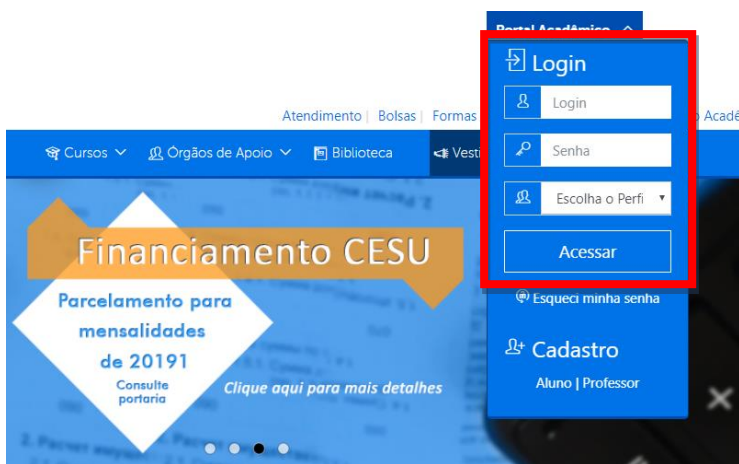 Portal Acadêmico
Login
Login
Senha
Escolha o Perfi
Acessar
Esqueci minha senha
Cadastro
Aluno | Professor
Atendimento | Bolsas | Formas
Cursos
Órgãos de Apoio
Biblioteca
Financiamento CESU
Parcelamento para
mensalidades
de 20191
Consulte
portaria
Clique aqui para mais detalhes